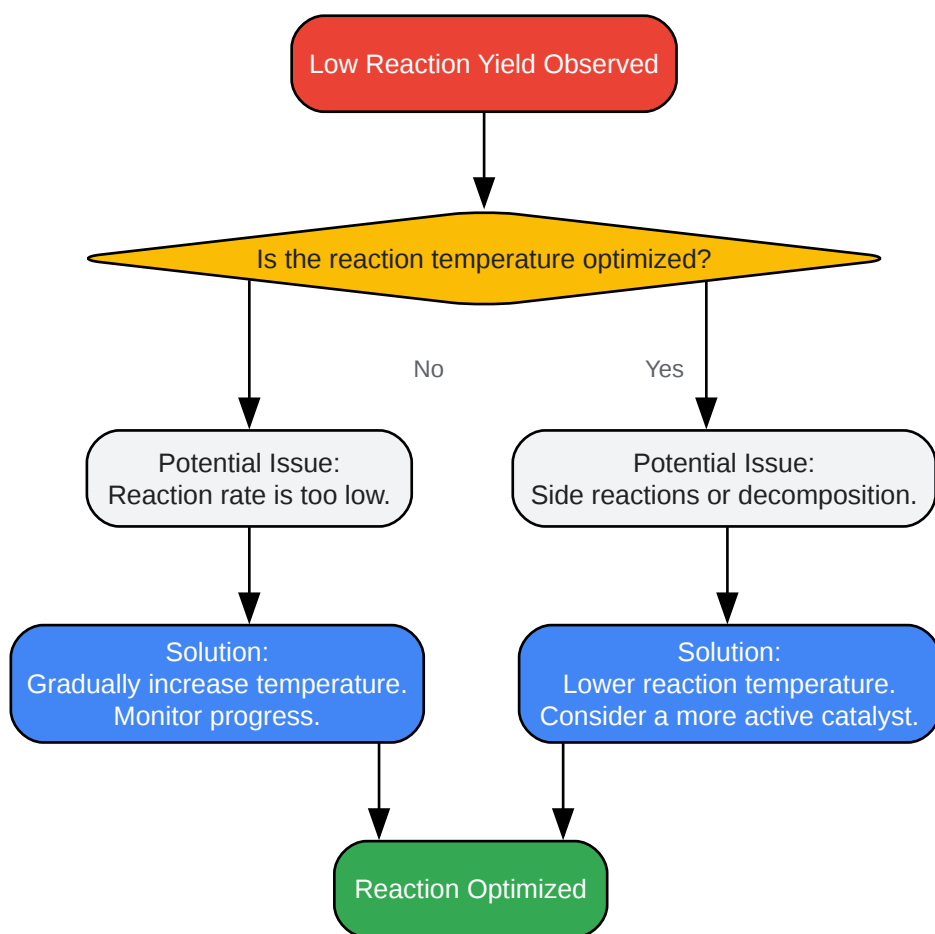 Low Reaction Yield Observed
Is the reaction temperature optimized?
No
Yes
Potential Issue:
Reaction rate is too low.
Potential Issue:
Side reactions or decomposition.
Solution:
Gradually increase temperature.
Monitor progress.
Solution:
Lower reaction temperature.
Consider a more active catalyst.
Reaction Optimized